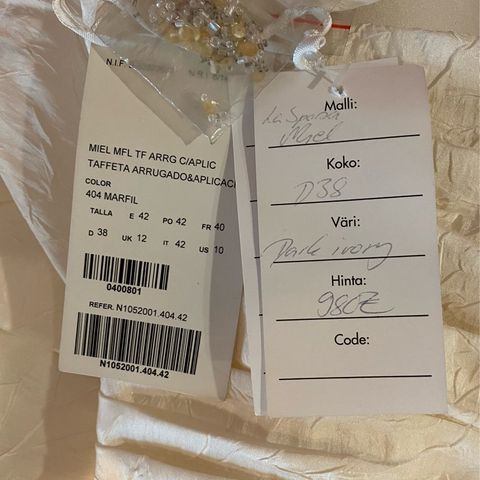 N.I.F.
MIEL MFL TF ARRG C/APLIC
TAFFETA ARRUGADO&APLICACI
COLOR
404 MARFIL
TALLA E 42 PO 42 FR 40
D 38 UK 12 IT 42 US 10
0400801
REFER. N1052001.404.42
N1052001.404.42
Malli:
La Sposa
Miel
Koko:
D38
Väri:
Dark ivory
Hinta:
980€
Code: